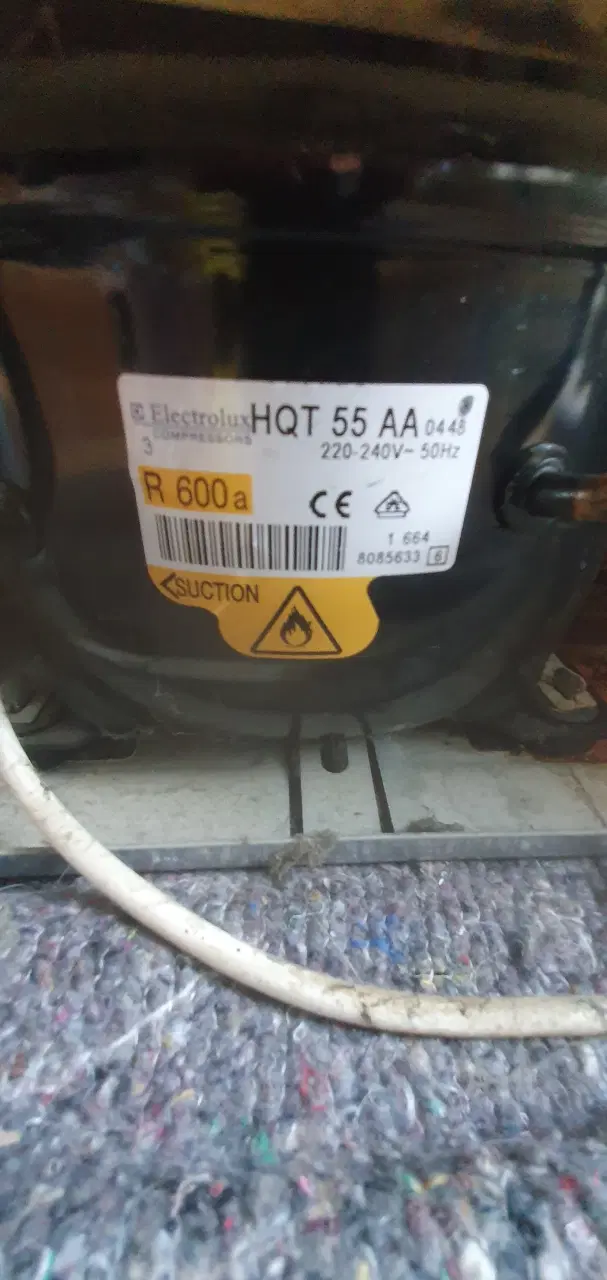 Electrolux HQT 55 AA 0448
COMPRESSORS
3
220-240V~ 50Hz
R 600a
CE
1 664
8085633 6
<SUCTION